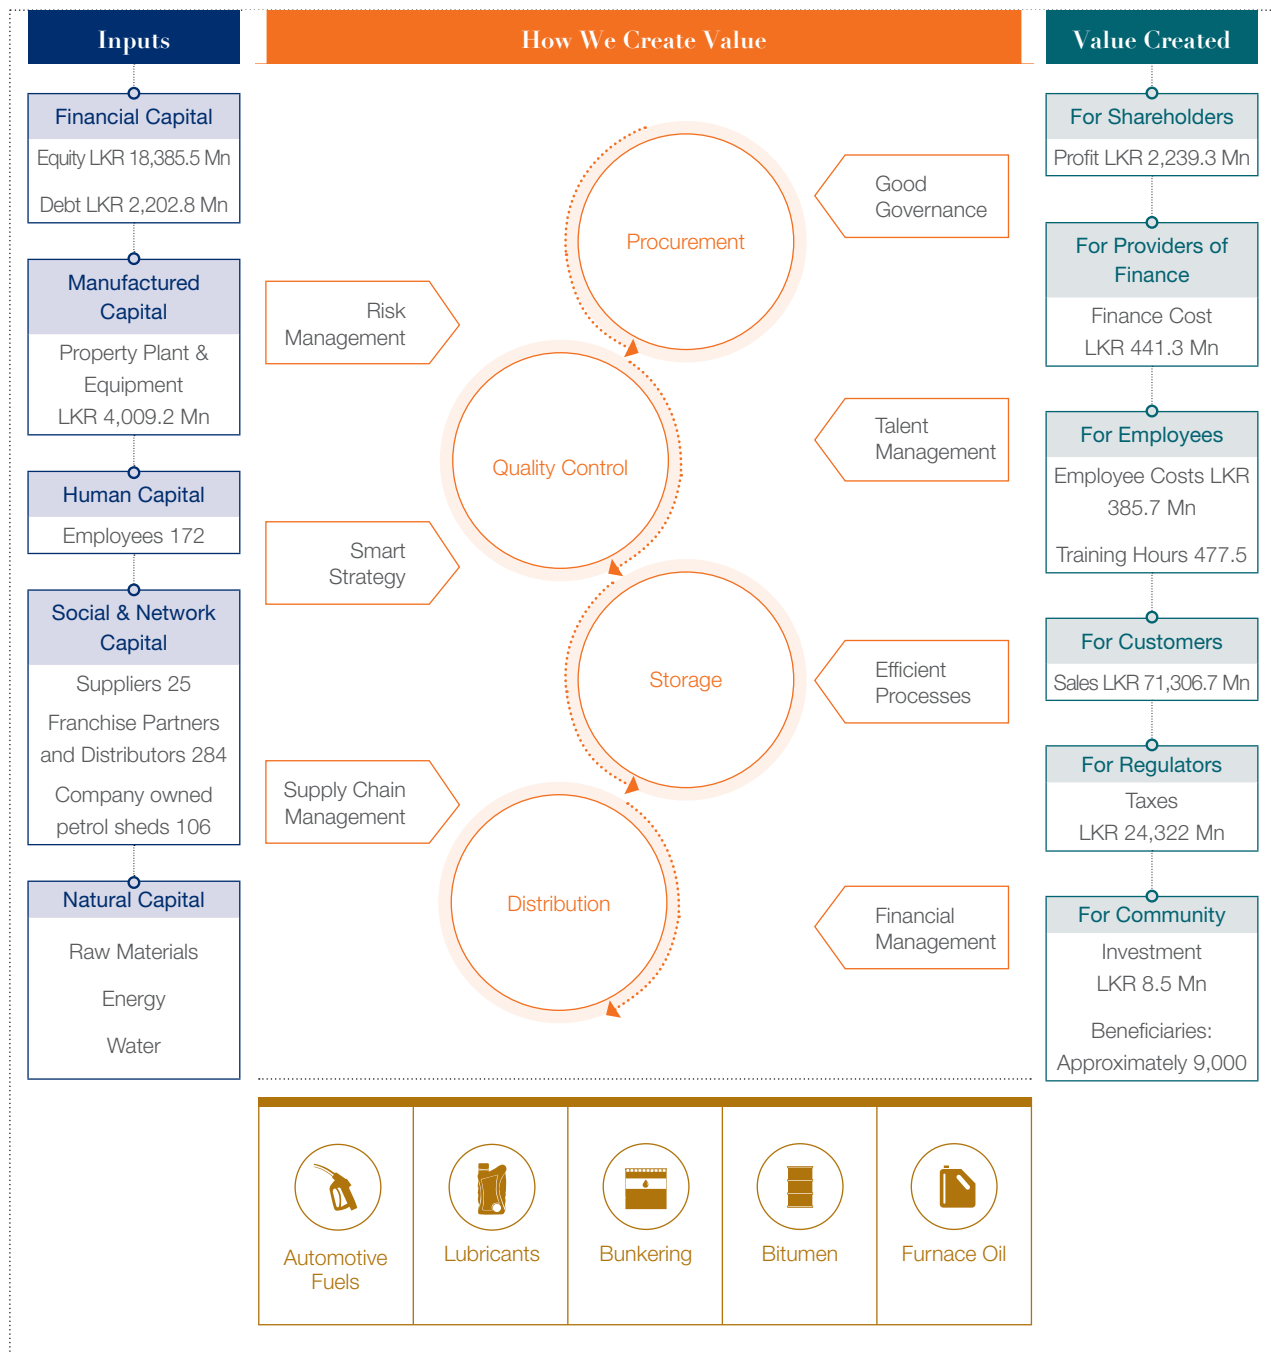 Inputs
How We Create Value
Value Created
Financial Capital
Equity LKR 18,385.5 Mn
Debt LKR 2,202.8 Mn
Manufactured
Capital
Property Plant &
Equipment
LKR 4,009.2 Mn
Human Capital
Employees 172
Social & Network
Capital
Suppliers 25
Franchise Partners
and Distributors 284
Company owned
petrol sheds 106
Natural Capital
Raw Materials
Energy
Water
Procurement
Good
Governance
Risk
Management
Quality Control
Talent
Management
Smart
Strategy
Storage
Efficient
Processes
Supply Chain
Management
Distribution
Financial
Management
For Shareholders
Profit LKR 2,239.3 Mn
For Providers of
Finance
Finance Cost
LKR 441.3 Mn
For Employees
Employee Costs LKR
385.7 Mn
Training Hours 477.5
For Customers
Sales LKR 71,306.7 Mn
For Regulators
Taxes
LKR 24,322 Mn
For Community
Investment
LKR 8.5 Mn
Beneficiaries:
Approximately 9,000
Automotive
Fuels
Lubricants
Bunkering
Bitumen
Furnace Oil